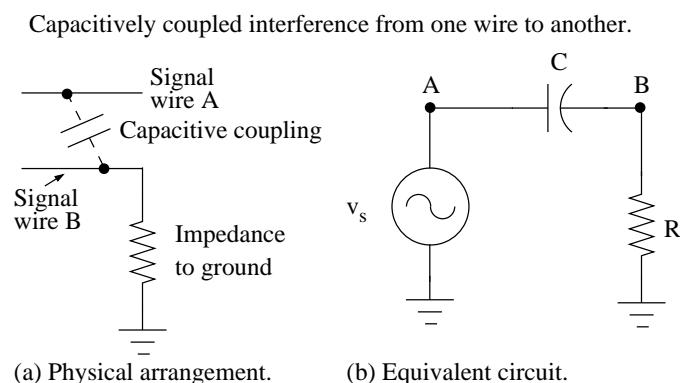 Capacitively coupled interference from one wire to another.
Signal
wire A
Capacitive coupling
Signal
wire B
Impedance
to ground
(a) Physical arrangement.
A
C
B
v_s
R
(b) Equivalent circuit.